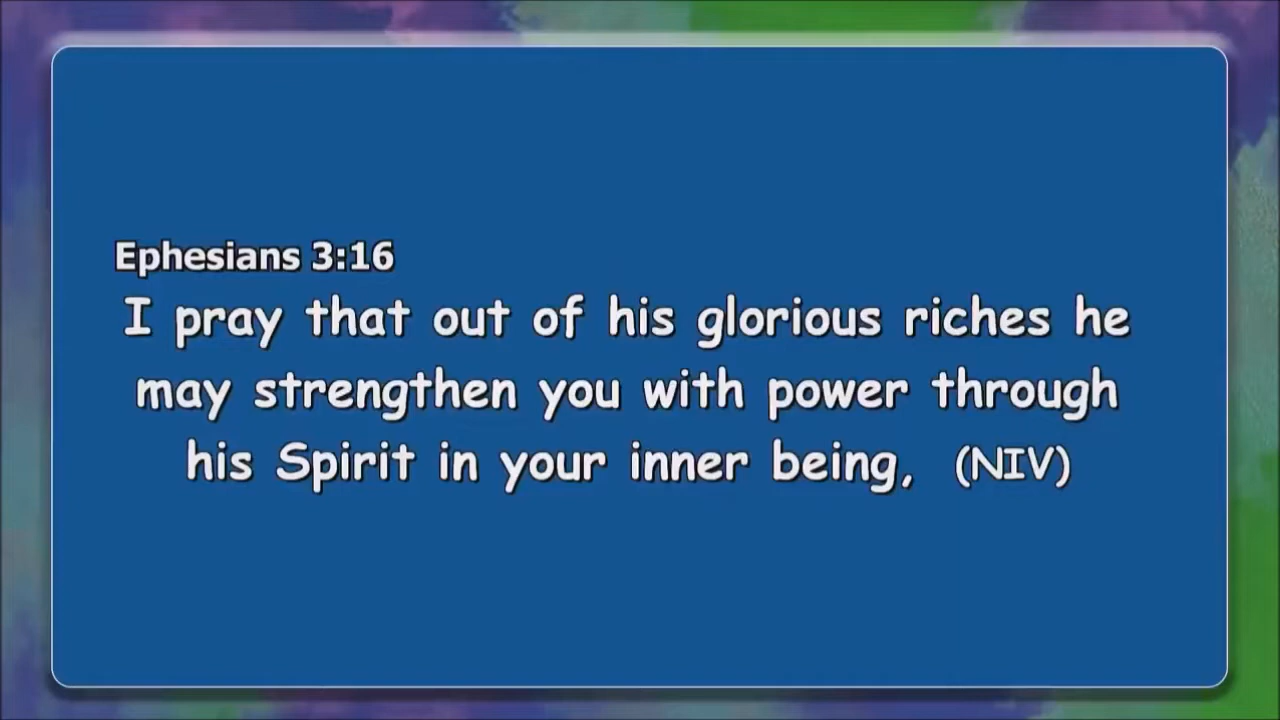 Ephesians 3:16
I pray that out of his glorious riches he
may strengthen you with power through
his Spirit in your inner being, (NIV)